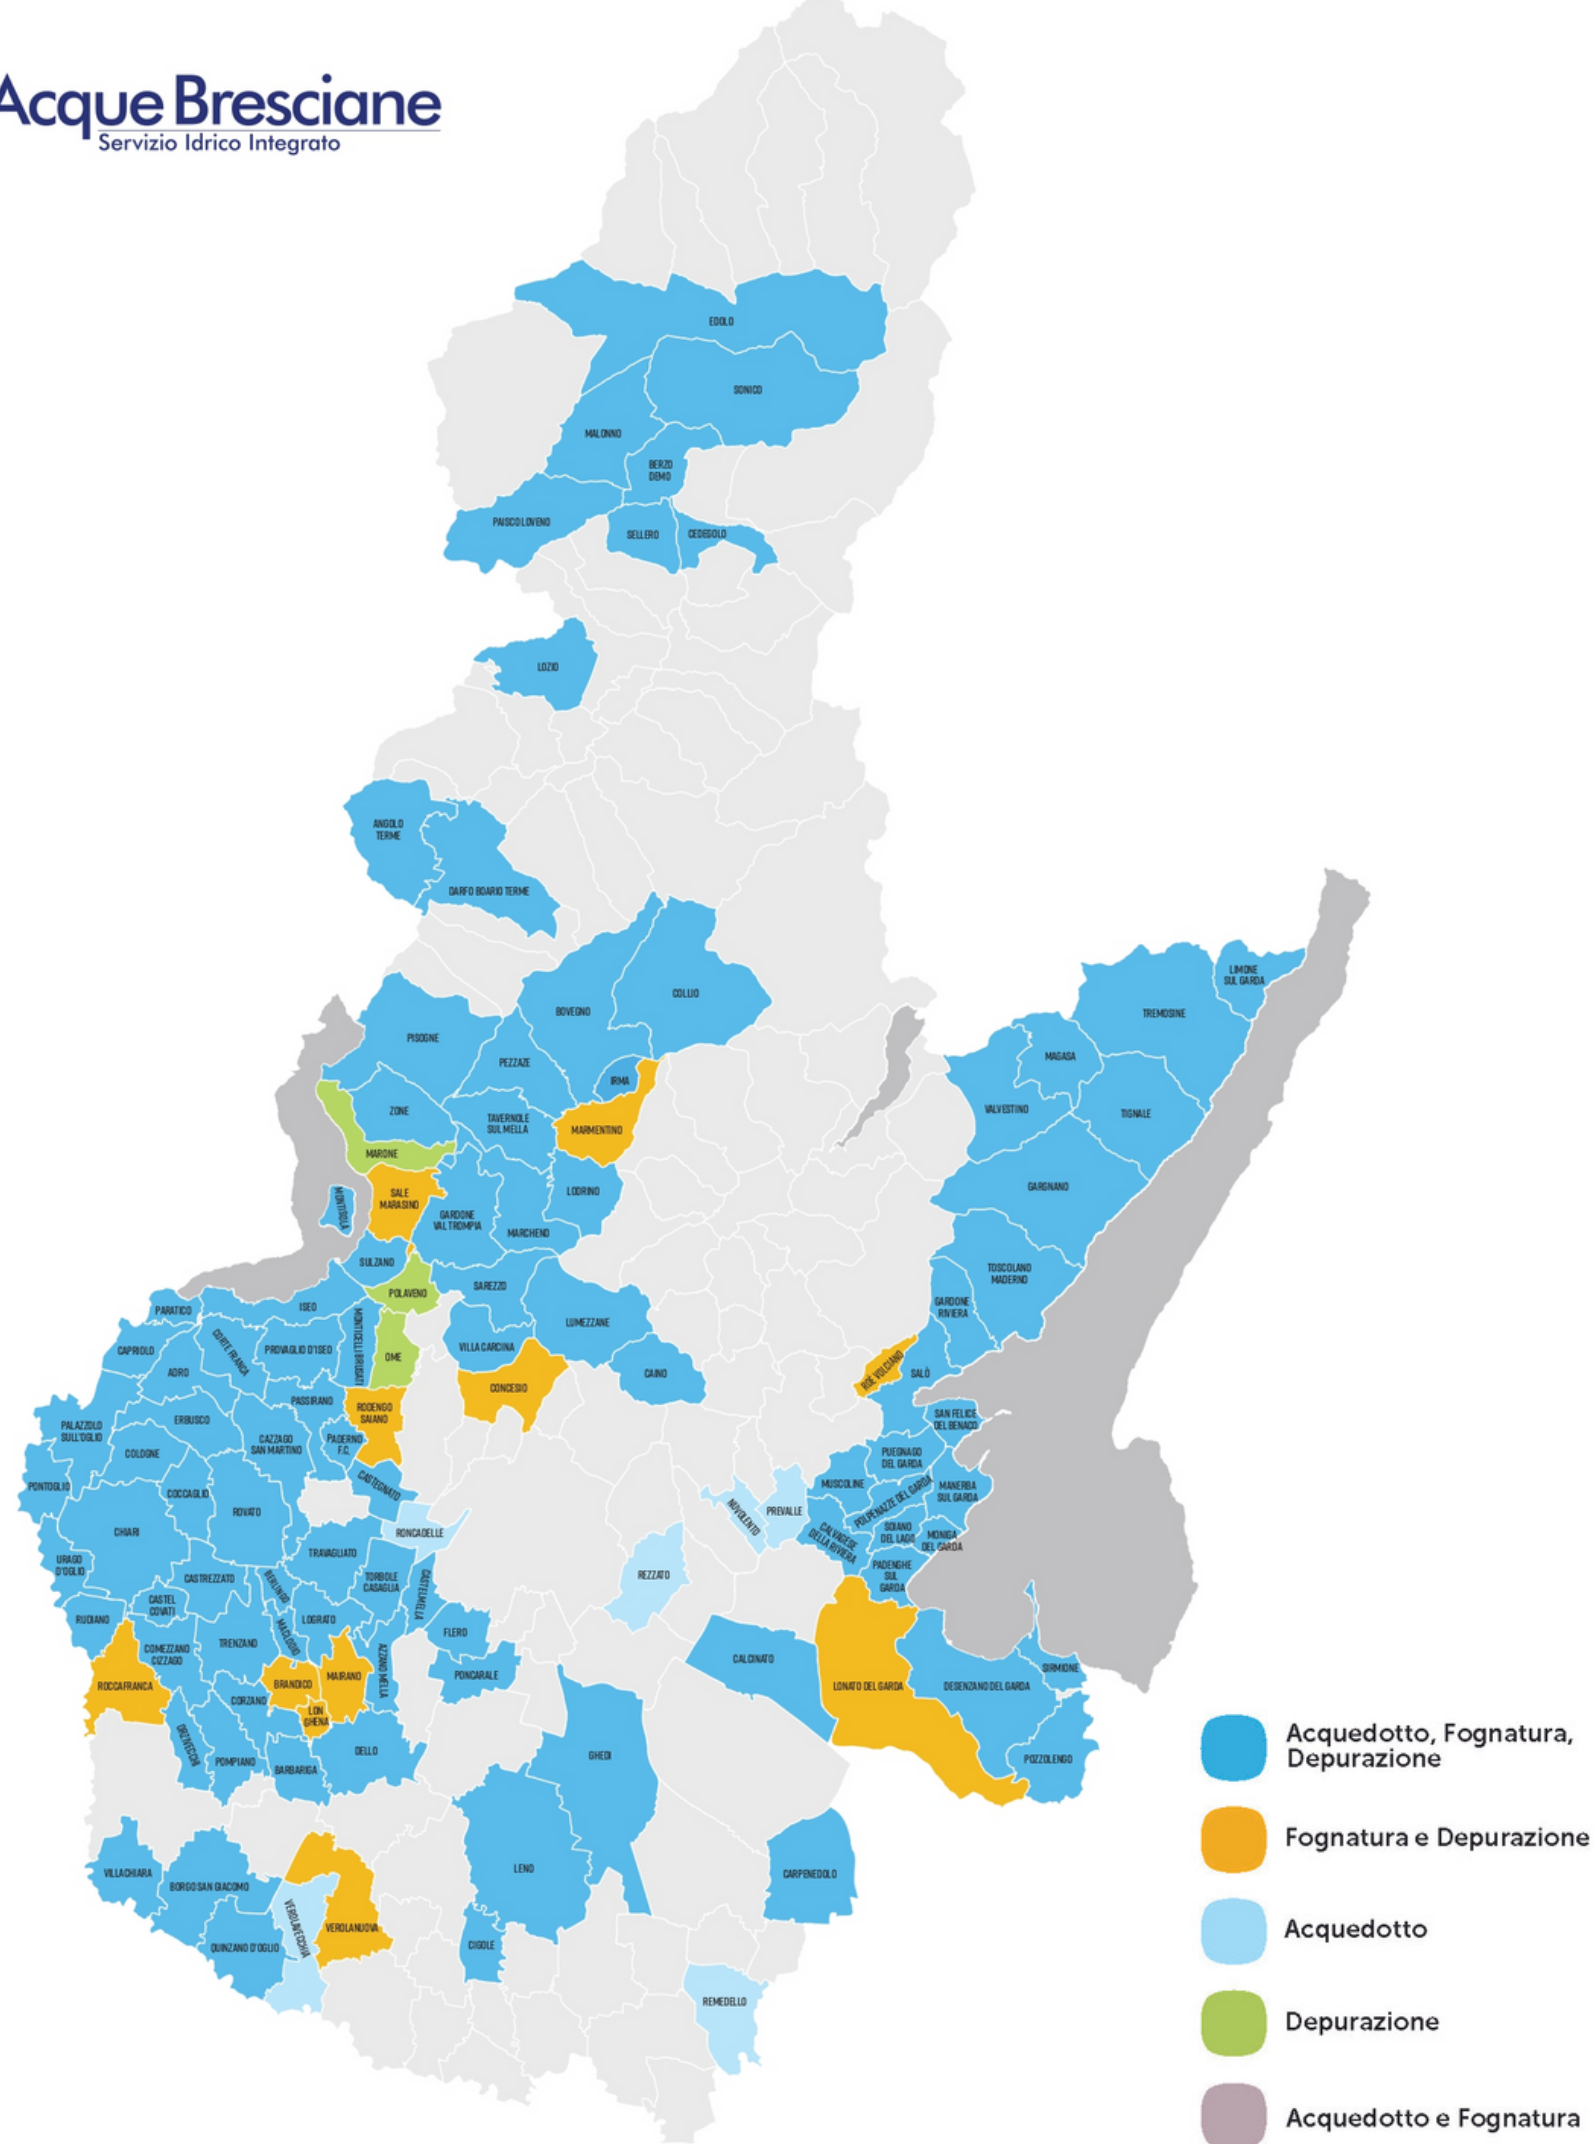 Acque Bresciane
Servizio Idrico Integrato
EDOLO
SONICO
MALONNO
BERZO
DEMO
PAISCO LOVENO
SELLERO
CEDEGOLO
LOZIO
ANGOLO
TERME
DARFO BOARIO TERME
COLLIO
BOVEGNO
PISOGNE
PEZZAZE
IRMA
ZONE
TAVERNOLE
SUL MELLA
MARMENTINO
MARONE
SALE
MARASINO
MONTISOLA
LODRINO
GARDONE
VAL TROMPIA
MARCHENO
SULZANO
POLAVENO
SAREZZO
LUMEZZANE
PARATICO
ISEO
MONTICELLI BRUSATI
CAPRIOLO
CORTE FRANCA
PROVAGLIO D'ISEO
OME
VILLA CARCINA
ADRO
CONCESIO
CAINO
PASSIRANO
RODENGO
SAIANO
PALAZZOLO
SULL'OGLIO
ERBUSCO
CAZZAGO
SAN MARTINO
PADERNO
F.C.
COLOGNE
PONTOGLIO
COCCAGLIO
ROVATO
CASTEGNATO
CHIARI
RONCADELLE
TRAVAGLIATO
URAGO
D'OGLIO
CASTREZZATO
BERLINGO
TORBOLE
CASAGLIA
CASTELMELLA
CASTEL
COVATI
RUDIANO
LOGRATO
MACLODIO
TRENZANO
COMEZZANO
CIZZAGO
FLERO
AZZANO MELLA
PONCARALE
ROCCAFRANCA
BRANDICO
MAIRANO
CORZANO
LON
GHENA
ORZIVECCHI
POMPIANO
BARBARIGA
DELLO
GHEDI
VILLACHIARA
BORGO SAN GIACOMO
LENO
VEROLAVECCHIA
VEROLANUOVA
QUINZANO D'OGLIO
CIGOLE
LIMONE
SUL GARDA
TREMOSINE
MAGASA
VALVESTINO
TIGNALE
GARGNANO
TOSCOLANO
MADERNO
GARDONE
RIVIERA
ROÈ VOLCIANO
SALÒ
SAN FELICE
DEL BENACO
PUEGNAGO
DEL GARDA
MUSCOLINE
POLPENAZZE DEL GARDA
MANERBA
SUL GARDA
NUVOLENTO
PREVALLE
CALVAGESE
DELLA RIVIERA
SOIANO
DEL LAGO
MONIGA
DEL GARDA
PADENGHE
SUL
GARDA
REZZATO
CALCINATO
LONATO DEL GARDA
DESENZANO DEL GARDA
SIRMIONE
POZZOLENGO
CARPENEDOLO
REMEDELLO
Acquedotto, Fognatura,
Depurazione
Fognatura e Depurazione
Acquedotto
Depurazione
Acquedotto e Fognatura